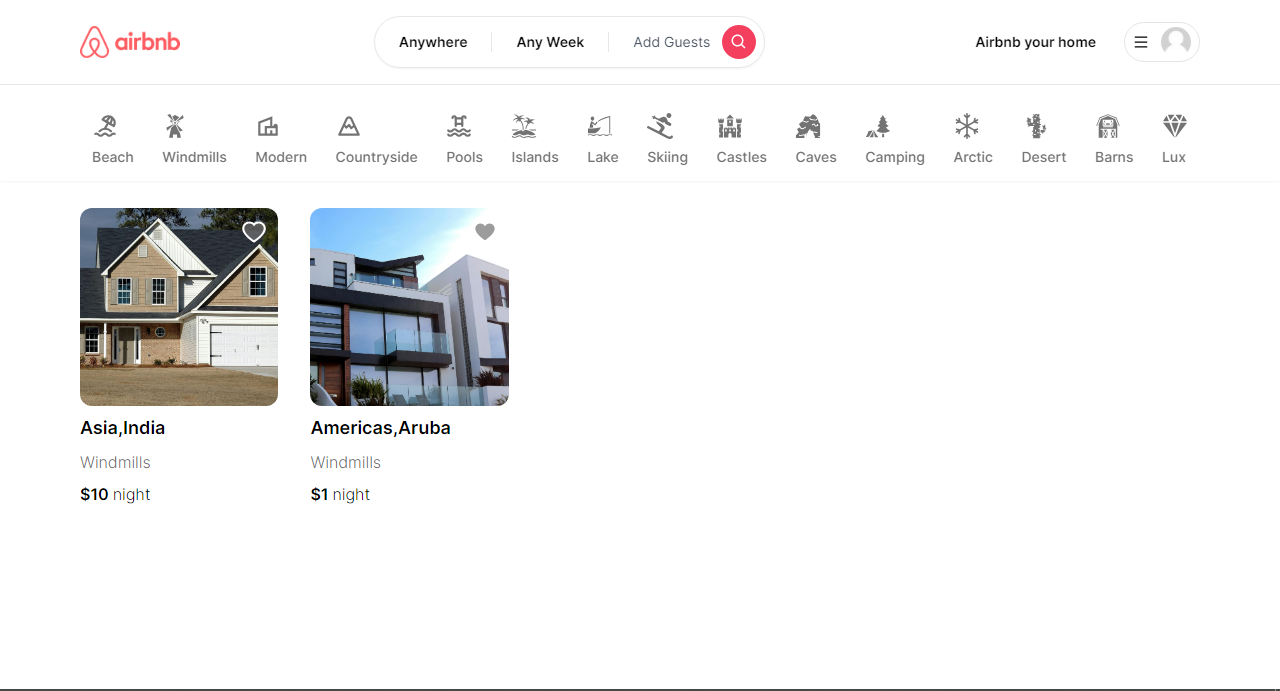 airbnb
Anywhere
Any Week
Add Guests
Airbnb your home
Beach
Windmills
Modern
Countryside
Pools
Islands
Lake
Skiing
Castles
Caves
Camping
Arctic
Desert
Barns
Lux
Asia,India
Windmills
$10 night
Americas,Aruba
Windmills
$1 night